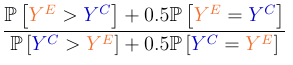 ℙ[Y^E > Y^C] + 0.5ℙ[Y^E = Y^C]
ℙ[Y^C > Y^E] + 0.5ℙ[Y^C = Y^E]